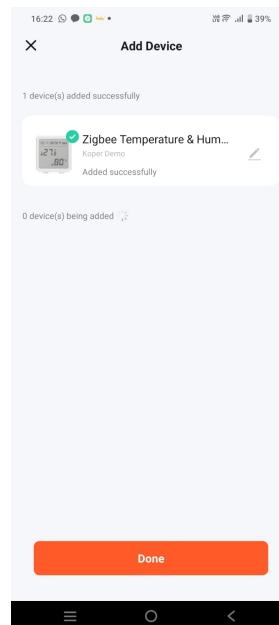 16:22 39%
Add Device
1 device(s) added successfully
Zigbee Temperature & Hum...
Koper Demo
Added successfully
0 device(s) being added
Done